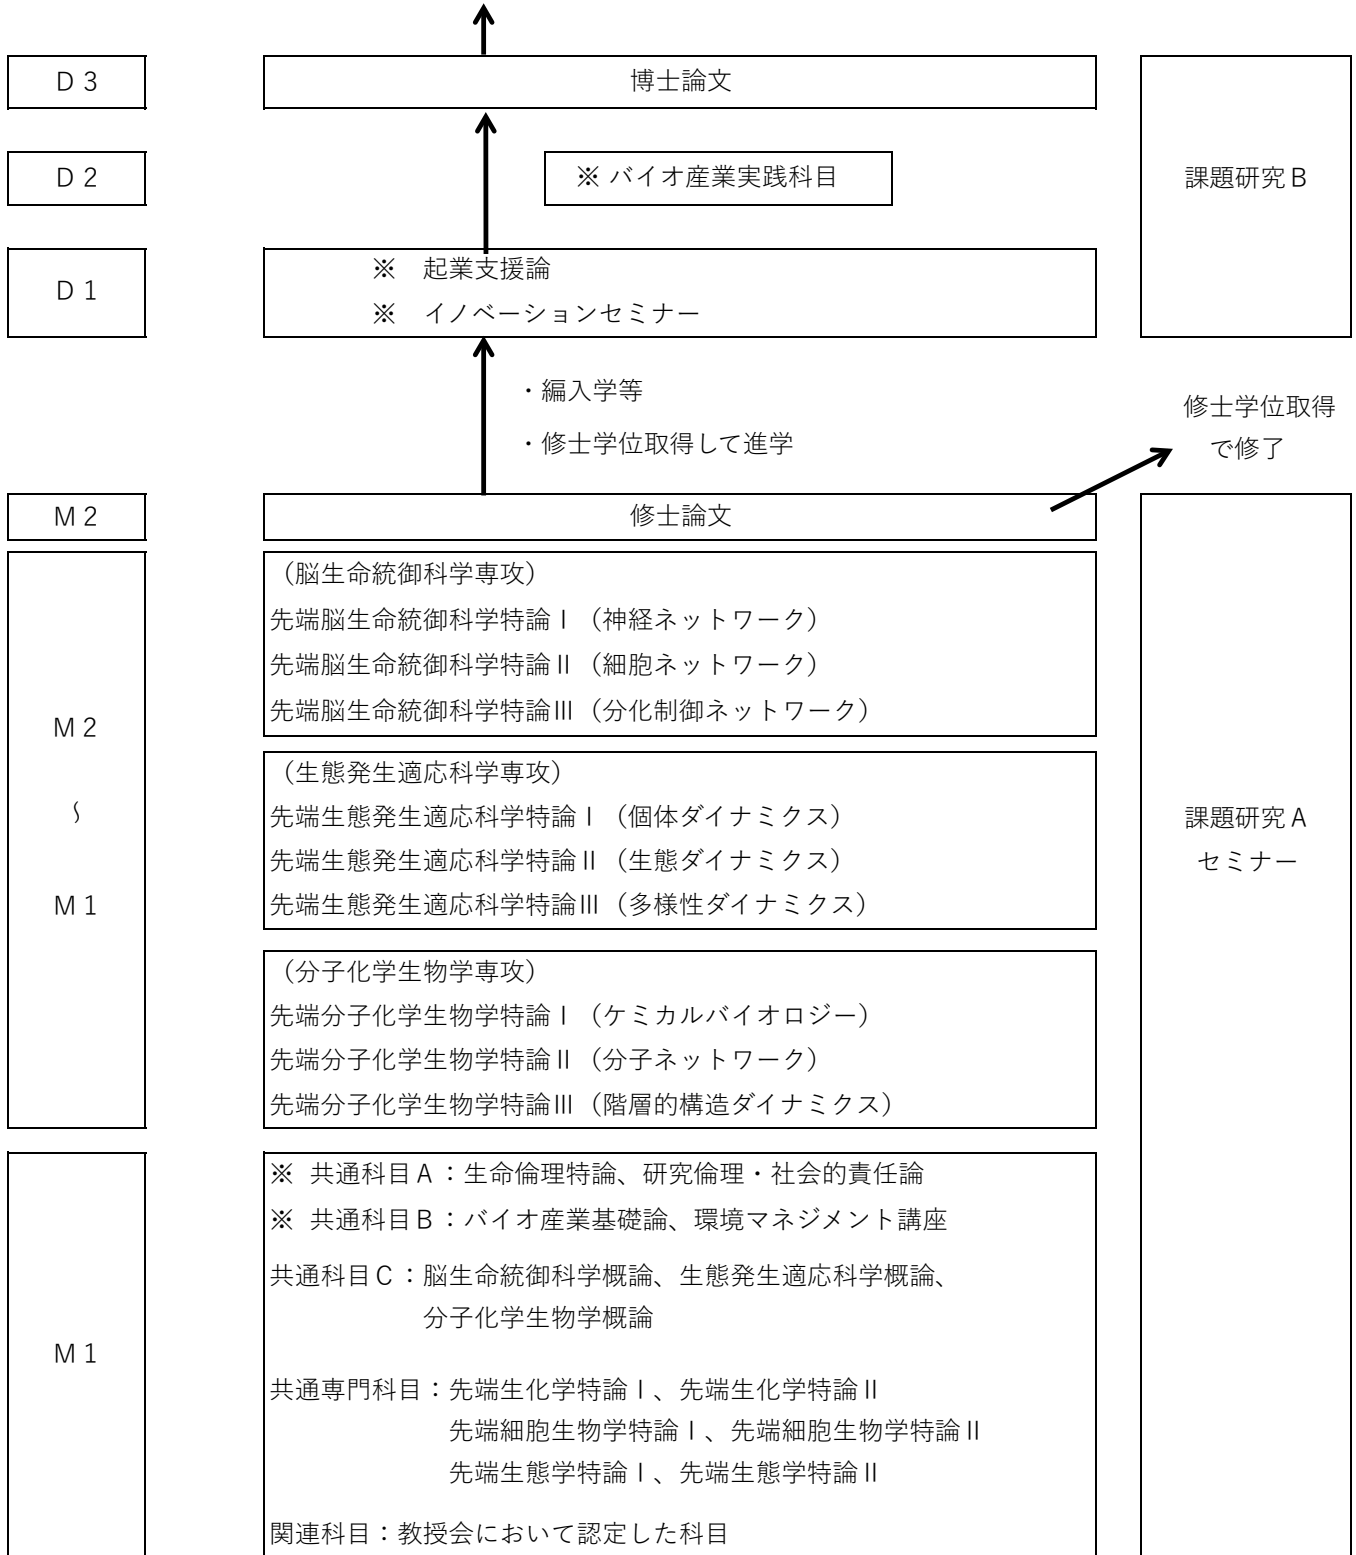 D 3
博士論文
D 2
※ バイオ産業実践科目
課題研究B
D 1
※ 起業支援論
※ イノベーションセミナー
・編入学等
・修士学位取得して進学
修士学位取得
で修了
M 2
修士論文
(脳生命統御科学専攻)
先端脳生命統御科学特論Ⅰ(神経ネットワーク)
先端脳生命統御科学特論Ⅱ(細胞ネットワーク)
先端脳生命統御科学特論Ⅲ(分化制御ネットワーク)
M 2
~
M 1
(生態発生適応科学専攻)
先端生態発生適応科学特論Ⅰ(個体ダイナミクス)
先端生態発生適応科学特論Ⅱ(生態ダイナミクス)
先端生態発生適応科学特論Ⅲ(多様性ダイナミクス)
課題研究A
セミナー
(分子化学生物学専攻)
先端分子化学生物学特論Ⅰ(ケミカルバイオロジー)
先端分子化学生物学特論Ⅱ(分子ネットワーク)
先端分子化学生物学特論Ⅲ(階層的構造ダイナミクス)
M 1
※ 共通科目A:生命倫理特論、研究倫理・社会的責任論
※ 共通科目B:バイオ産業基礎論、環境マネジメント講座
共通科目C:脳生命統御科学概論、生態発生適応科学概論、
分子化学生物学概論
共通専門科目:先端生化学特論Ⅰ、先端生化学特論Ⅱ
先端細胞生物学特論Ⅰ、先端細胞生物学特論Ⅱ
先端生態学特論Ⅰ、先端生態学特論Ⅱ
関連科目:教授会において認定した科目